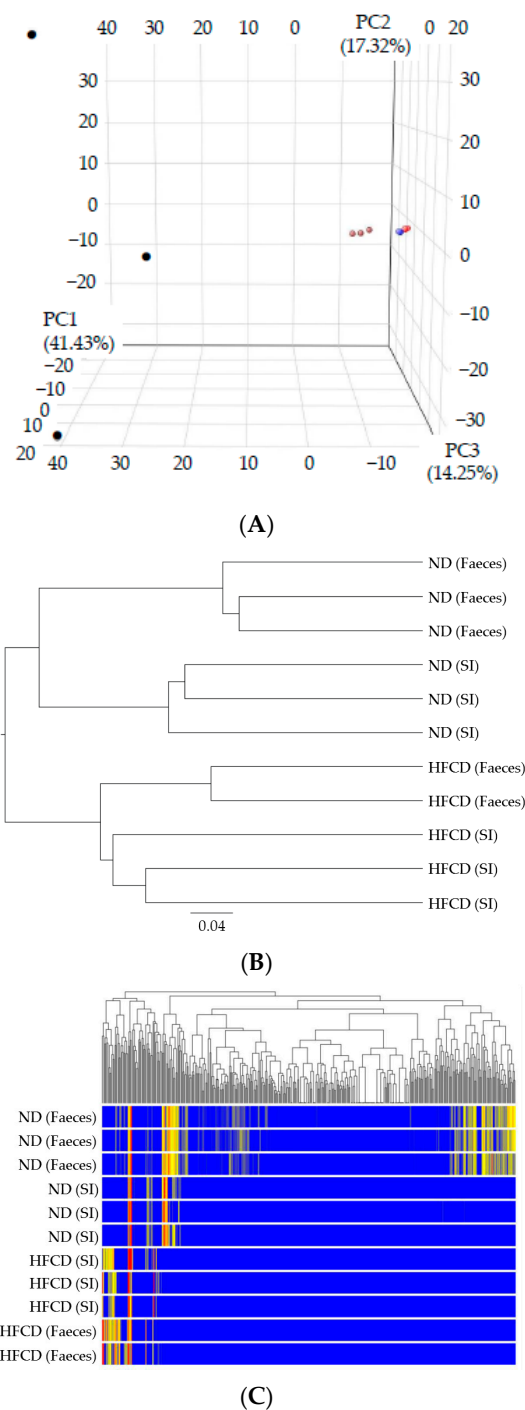 40 30 20 10 0 PC2 0 20
(17.32%)
30 30
20 20
10 10
0
−10 0
−20 −10
PC1
(41.43%)
−20 −20
−10
0 −30
10
20 PC3
40 30 20 10 0 −10 (14.25%)
(A)
ND (Faeces)
ND (Faeces)
ND (Faeces)
ND (SI)
ND (SI)
ND (SI)
HFCD (Faeces)
HFCD (Faeces)
HFCD (SI)
HFCD (SI)
HFCD (SI)
0.04
(B)
ND (Faeces)
ND (Faeces)
ND (Faeces)
ND (SI)
ND (SI)
ND (SI)
HFCD (SI)
HFCD (SI)
HFCD (SI)
HFCD (Faeces)
HFCD (Faeces)
(C)